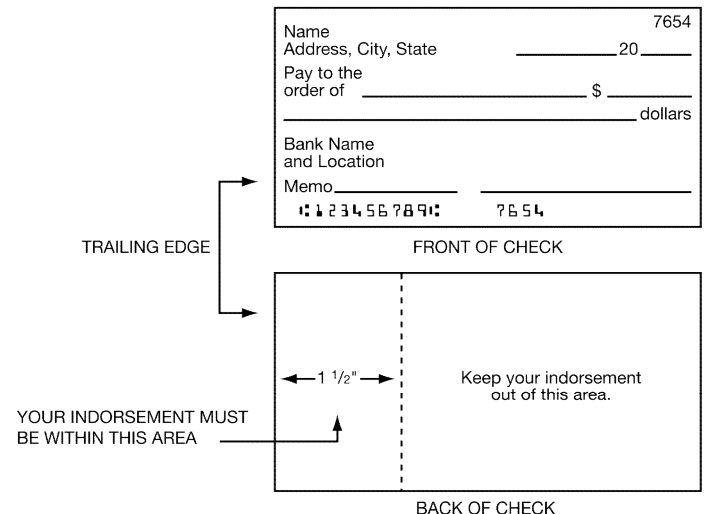 7654
Name
Address, City, State 20
Pay to the
order of $
dollars
Bank Name
and Location
Memo
⑆123456789⑆ 7654
TRAILING EDGE
FRONT OF CHECK
1 1/2"
Keep your indorsement
out of this area.
YOUR INDORSEMENT MUST
BE WITHIN THIS AREA
BACK OF CHECK